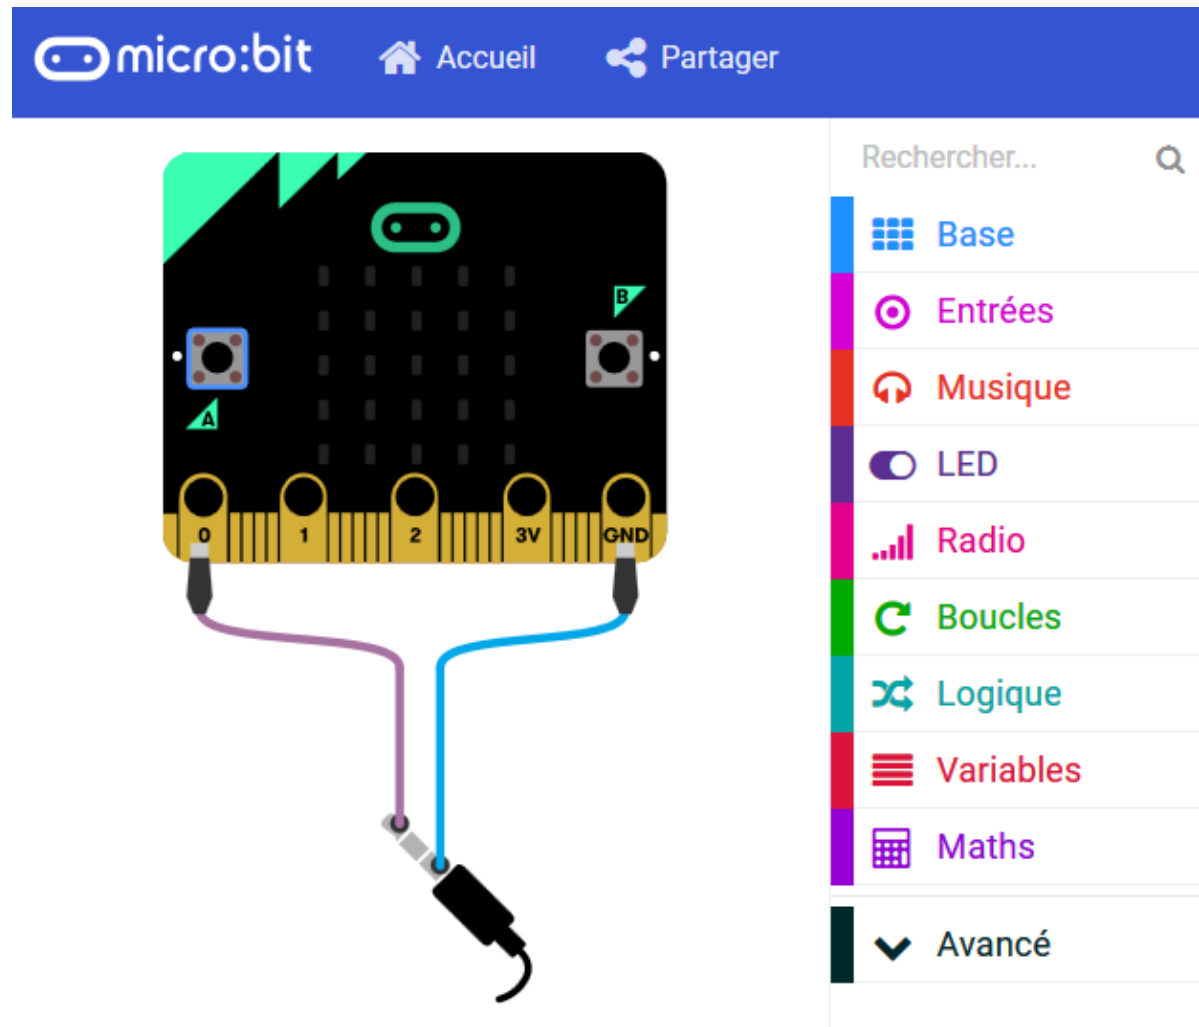 micro:bit Accueil Partager
Rechercher...
Base
Entrées
Musique
LED
Radio
Boucles
Logique
Variables
Maths
Avancé
B
A
0 1 2 3V GND